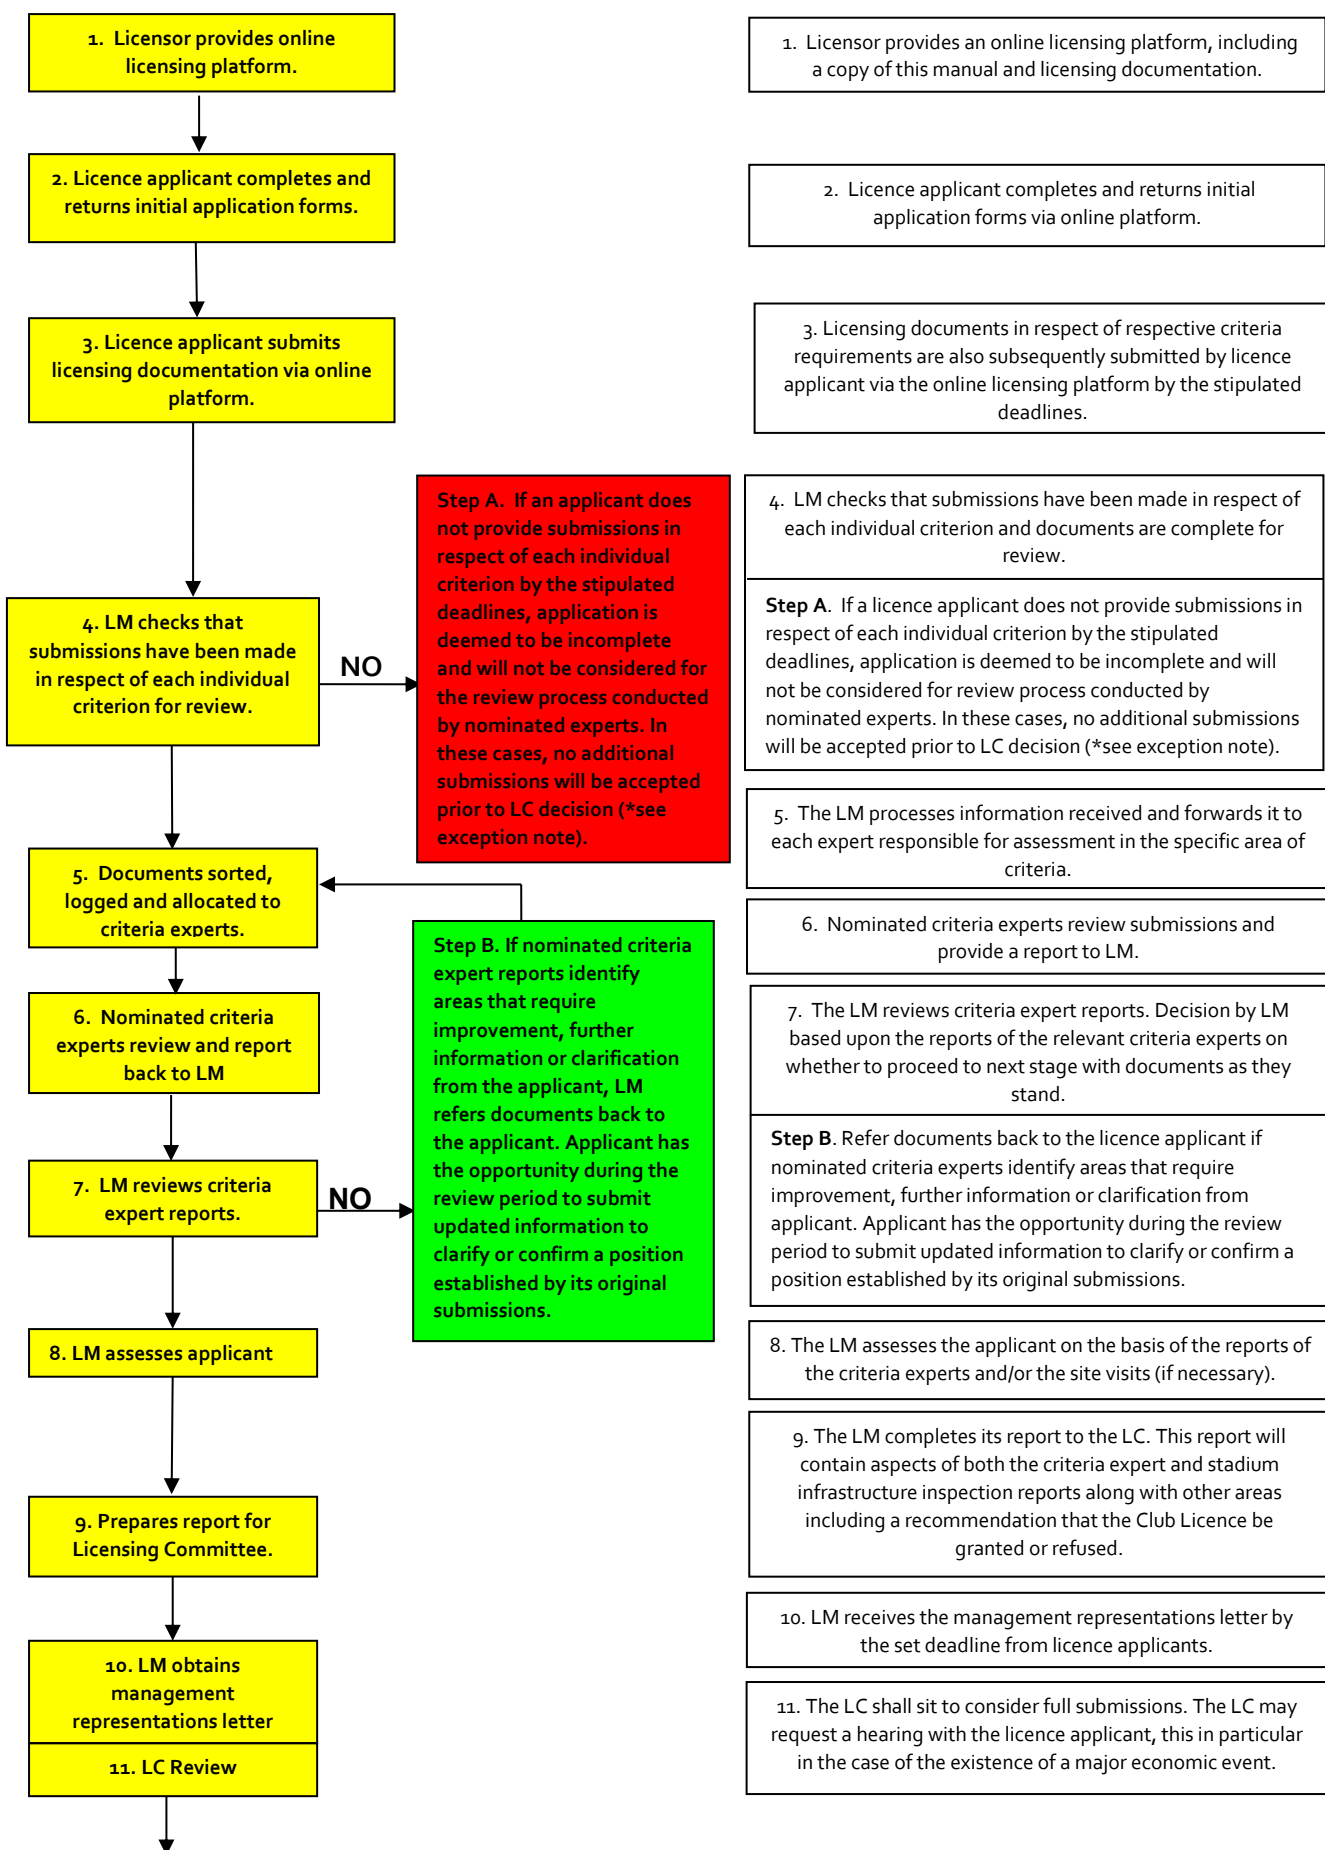 1. Licensor provides online
licensing platform.
1. Licensor provides an online licensing platform, including
a copy of this manual and licensing documentation.
2. Licence applicant completes and
returns initial application forms.
2. Licence applicant completes and returns initial
application forms via online platform.
3. Licence applicant submits
licensing documentation via online
platform.
3. Licensing documents in respect of respective criteria
requirements are also subsequently submitted by licence
applicant via the online licensing platform by the stipulated
deadlines.
4. LM checks that
submissions have been made
in respect of each individual
criterion for review.
NO
Step A. If an applicant does
not provide submissions in
respect of each individual
criterion by the stipulated
deadlines, application is
deemed to be incomplete
and will not be considered for
the review process conducted
by nominated experts. In
these cases, no additional
submissions will be accepted
prior to LC decision (*see
exception note).
4. LM checks that submissions have been made in respect of
each individual criterion and documents are complete for
review.
Step A. If a licence applicant does not provide submissions in
respect of each individual criterion by the stipulated
deadlines, application is deemed to be incomplete and will
not be considered for review process conducted by
nominated experts. In these cases, no additional submissions
will be accepted prior to LC decision (*see exception note).
5. Documents sorted,
logged and allocated to
criteria experts.
5. The LM processes information received and forwards it to
each expert responsible for assessment in the specific area of
criteria.
6. Nominated criteria
experts review and report
back to LM
6. Nominated criteria experts review submissions and
provide a report to LM.
7. LM reviews criteria
expert reports.
NO
Step B. If nominated criteria
expert reports identify
areas that require
improvement, further
information or clarification
from the applicant, LM
refers documents back to
the applicant. Applicant has
the opportunity during the
review period to submit
updated information to
clarify or confirm a position
established by its original
submissions.
7. The LM reviews criteria expert reports. Decision by LM
based upon the reports of the relevant criteria experts on
whether to proceed to next stage with documents as they
stand.
Step B. Refer documents back to the licence applicant if
nominated criteria experts identify areas that require
improvement, further information or clarification from
applicant. Applicant has the opportunity during the review
period to submit updated information to clarify or confirm a
position established by its original submissions.
8. LM assesses applicant
8. The LM assesses the applicant on the basis of the reports of
the criteria experts and/or the site visits (if necessary).
9. Prepares report for
Licensing Committee.
9. The LM completes its report to the LC. This report will
contain aspects of both the criteria expert and stadium
infrastructure inspection reports along with other areas
including a recommendation that the Club Licence be
granted or refused.
10. LM obtains
management
representations letter
10. LM receives the management representations letter by
the set deadline from licence applicants.
11. LC Review
11. The LC shall sit to consider full submissions. The LC may
request a hearing with the licence applicant, this in particular
in the case of the existence of a major economic event.